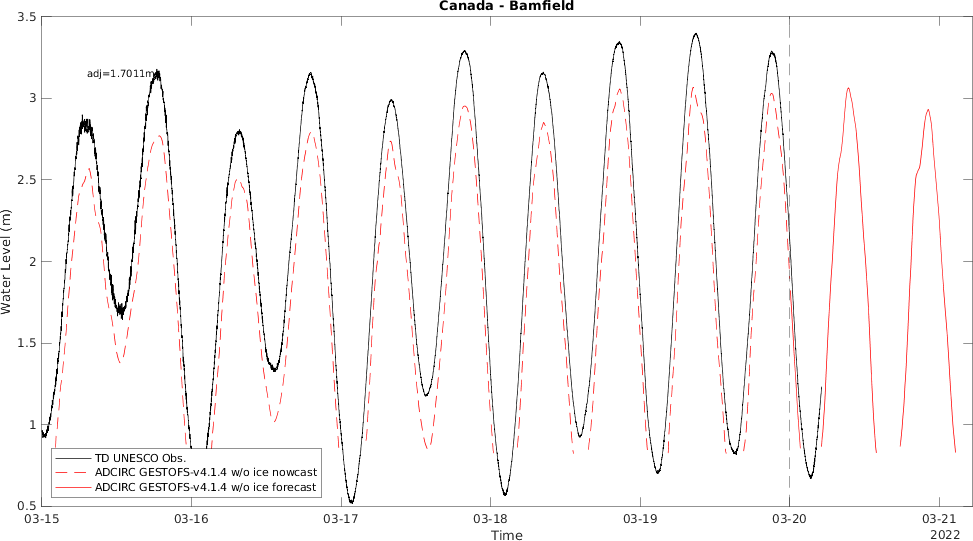 Canada - Bamfield
3.5
adj=1.7011m
3
2.5
2
1.5
1
0.5
Water Level (m)
TD UNESCO Obs.
ADCIRC GESTOFS-v4.1.4 w/o ice nowcast
ADCIRC GESTOFS-v4.1.4 w/o ice forecast
03-15 03-16 03-17 03-18 03-19 03-20 03-21
Time
2022